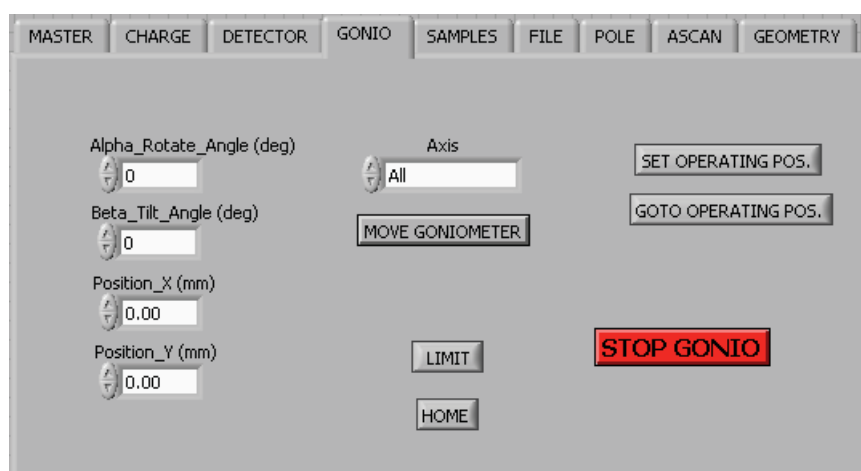 MASTER CHARGE DETECTOR GONIO SAMPLES FILE POLE ASCAN GEOMETRY
Alpha_Rotate_Angle (deg)
0
Beta_Tilt_Angle (deg)
0
Position_X (mm)
0.00
Position_Y (mm)
0.00
Axis
All
MOVE GONIOMETER
LIMIT
HOME
SET OPERATING POS.
GOTO OPERATING POS.
STOP GONIO